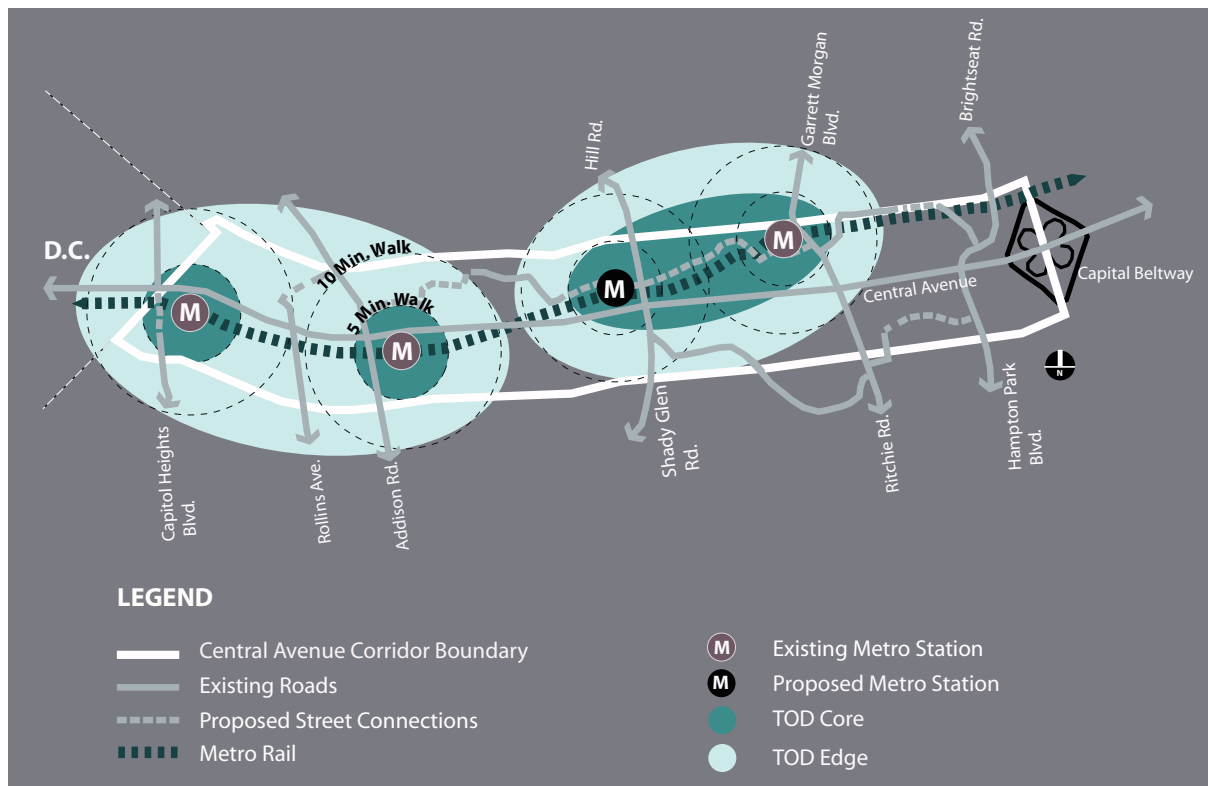 Brightseat Rd.
Garrett Morgan
Blvd.
Hill Rd.
D.C.
10 Min. Walk
5 Min. Walk
M
M
M
M
Central Avenue
Capital Beltway
N
Capitol Heights
Blvd.
Rollins Ave.
Addison Rd.
Shady Glen
Rd.
Ritchie Rd.
Hampton Park
Blvd.
LEGEND
Central Avenue Corridor Boundary
Existing Roads
Proposed Street Connections
Metro Rail
M Existing Metro Station
M Proposed Metro Station
TOD Core
TOD Edge